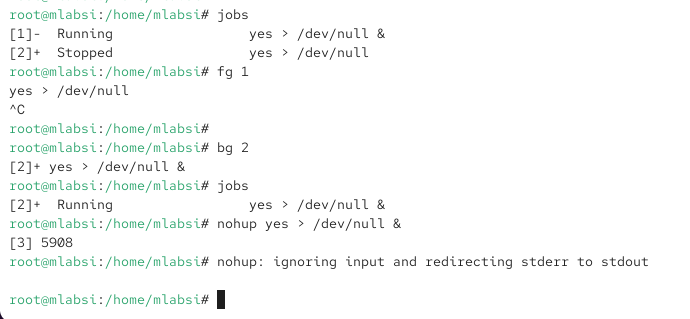 root@mlabsi:/home/mlabsi# jobs
[1]-  Running                 yes > /dev/null &
[2]+  Stopped                 yes > /dev/null
root@mlabsi:/home/mlabsi# fg 1
yes > /dev/null
^C
root@mlabsi:/home/mlabsi#
root@mlabsi:/home/mlabsi# bg 2
[2]+ yes > /dev/null &
root@mlabsi:/home/mlabsi# jobs
[2]+  Running                 yes > /dev/null &
root@mlabsi:/home/mlabsi# nohup yes > /dev/null &
[3] 5908
root@mlabsi:/home/mlabsi# nohup: ignoring input and redirecting stderr to stdout

root@mlabsi:/home/mlabsi#